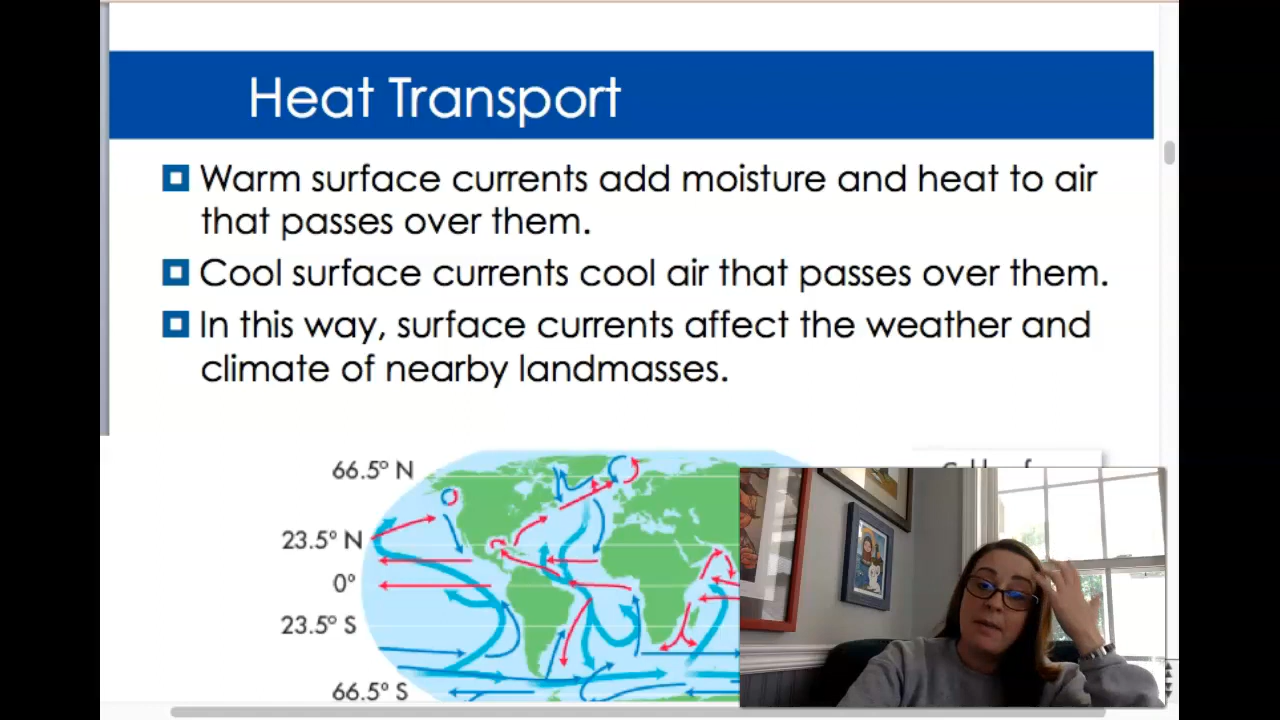 Heat Transport
Warm surface currents add moisture and heat to air
that passes over them.
Cool surface currents cool air that passes over them.
In this way, surface currents affect the weather and
climate of nearby landmasses.
66.5° N
23.5° N
0°
23.5° S
66.5° S